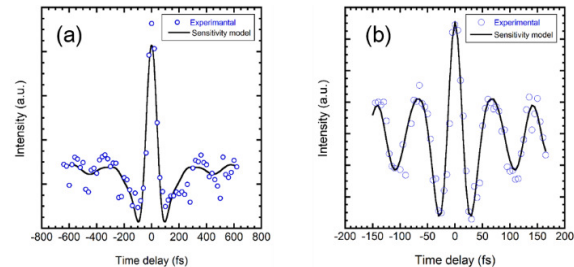 (a)
Experimantal
Sensitivity model
Intensity (a.u.)
-800 -600 -400 -200 0 200 400 600 800
Time delay (fs)
(b)
Experimental
Sensitivity model
Intensity (a.u.)
-200 -150 -100 -50 0 50 100 150 200
Time delay (fs)